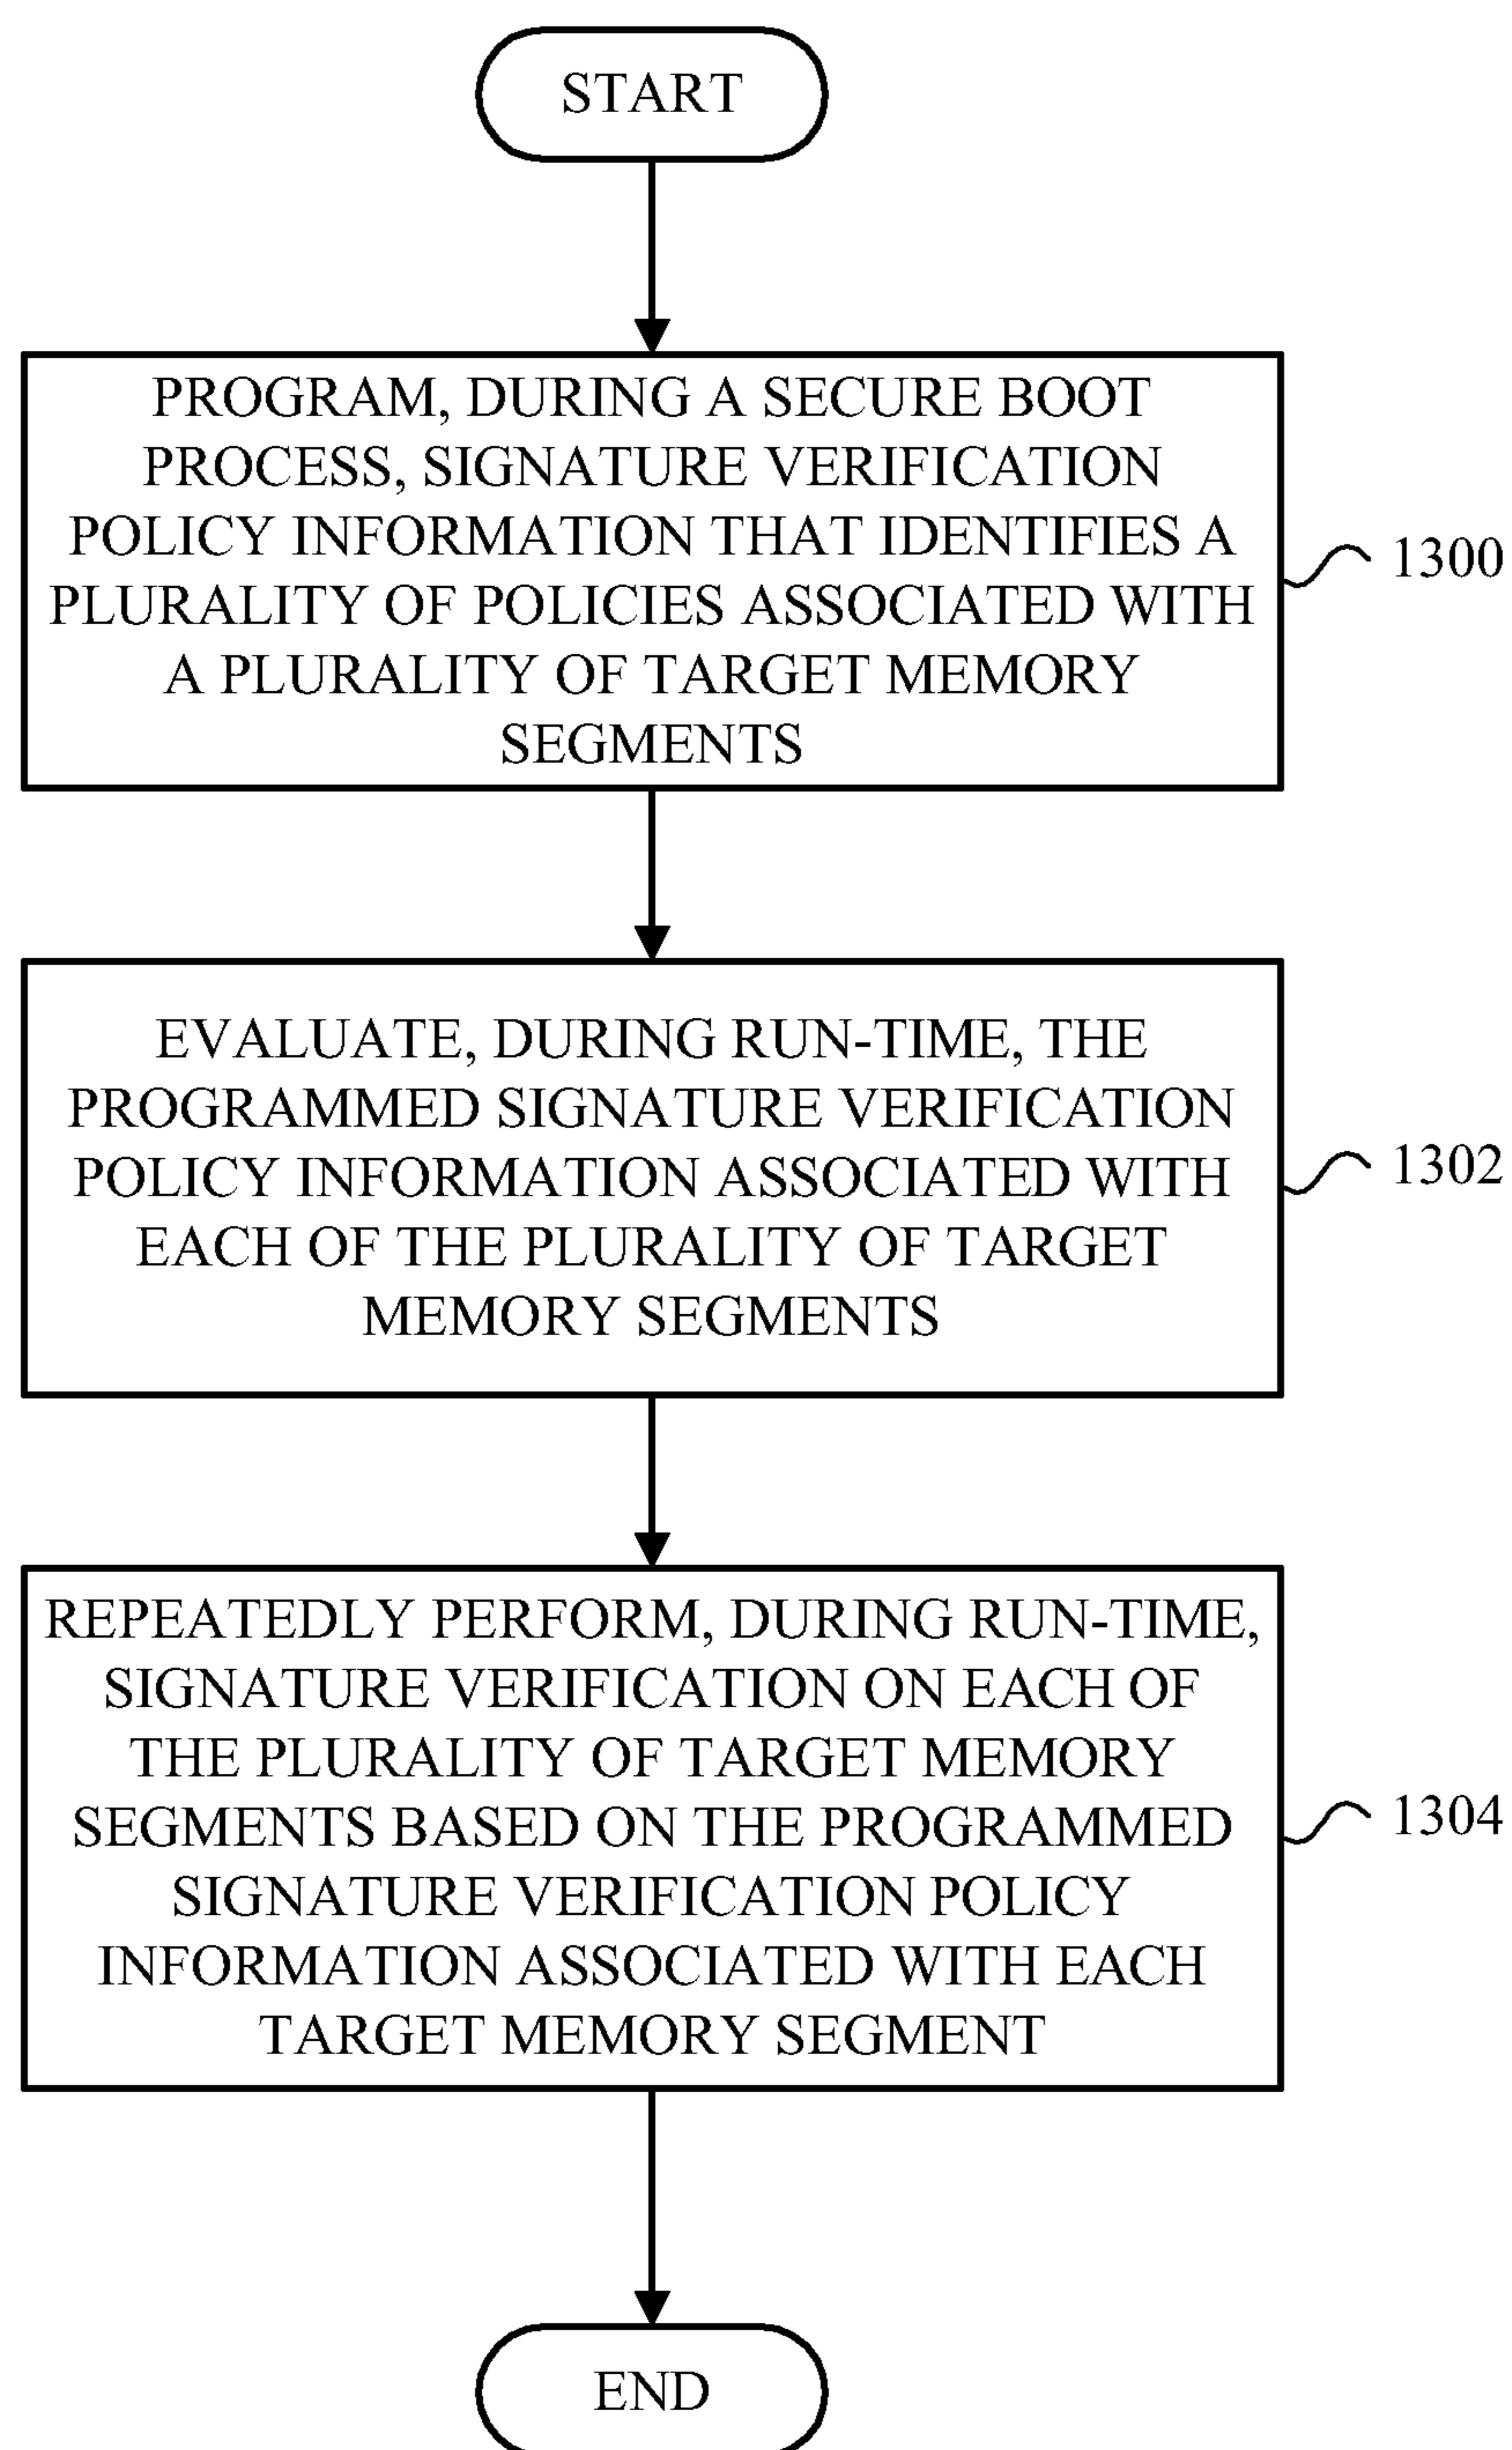 START
PROGRAM, DURING A SECURE BOOT
PROCESS, SIGNATURE VERIFICATION
POLICY INFORMATION THAT IDENTIFIES A
PLURALITY OF POLICIES ASSOCIATED WITH
A PLURALITY OF TARGET MEMORY
SEGMENTS
1300
EVALUATE, DURING RUN-TIME, THE
PROGRAMMED SIGNATURE VERIFICATION
POLICY INFORMATION ASSOCIATED WITH
EACH OF THE PLURALITY OF TARGET
MEMORY SEGMENTS
1302
REPEATEDLY PERFORM, DURING RUN-TIME,
SIGNATURE VERIFICATION ON EACH OF
THE PLURALITY OF TARGET MEMORY
SEGMENTS BASED ON THE PROGRAMMED
SIGNATURE VERIFICATION POLICY
INFORMATION ASSOCIATED WITH EACH
TARGET MEMORY SEGMENT
1304
END